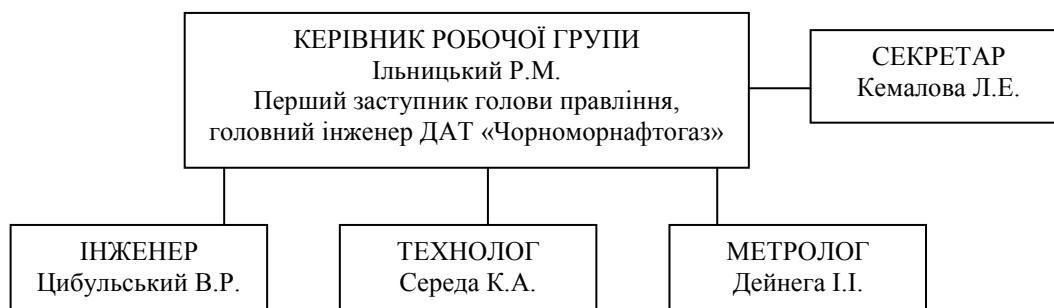 КЕРІВНИК РОБОЧОЇ ГРУПИ
Ільницький Р.М.
Перший заступник голови правління,
головний інженер ДАТ «Чорноморнафтогаз»
СЕКРЕТАР
Кемалова Л.Е.
ІНЖЕНЕР
Цибульський В.Р.
ТЕХНОЛОГ
Середа К.А.
МЕТРОЛОГ
Дейнега І.І.